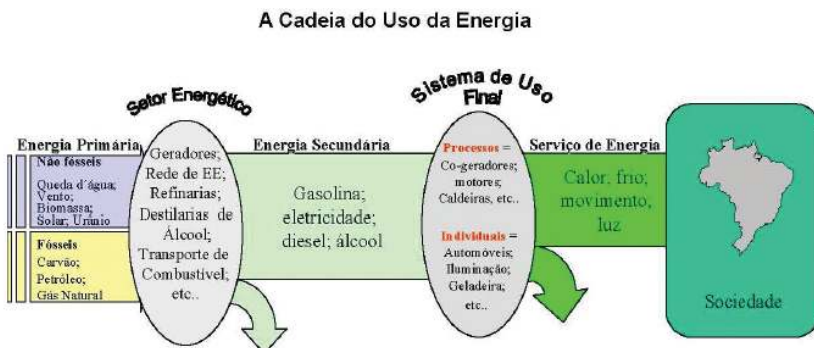 A Cadeia do Uso da Energia
Setor Energético
Sistema de Uso
Final
Energia Primária
Não fósseis
Queda d´água;
Vento;
Biomassa;
Solar; Urânio
Fósseis
Carvão;
Petróleo;
Gás Natural
Geradores;
Rede de EE;
Refinarias;
Destilarias de
Álcool;
Transporte de
Combustível;
etc..
Energia Secundária
Gasolina;
eletricidade;
diesel; álcool
Processos =
Co-geradores;
motores;
Caldeiras, etc..
Individuais =
Automóveis;
Iluminação;
Geladeira;
etc..
Serviço de Energia
Calor, frio;
movimento,
luz
Sociedade